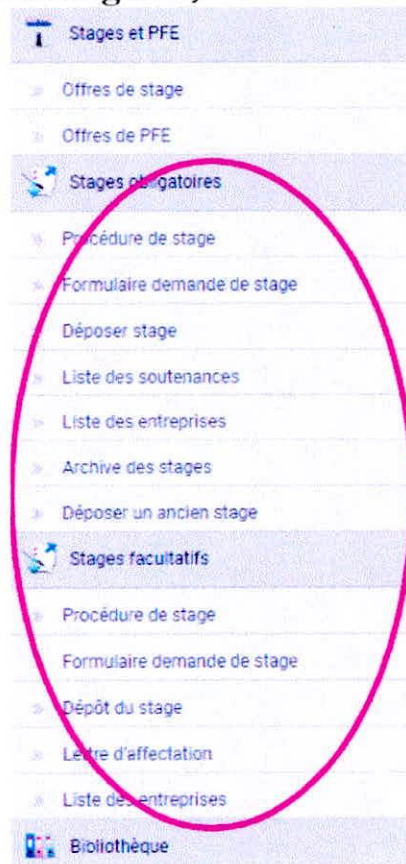 Stages et PFE
Offres de stage
Offres de PFE
Stages obligatoires
Procédure de stage
Formulaire demande de stage
Déposer stage
Liste des soutenances
Liste des entreprises
Archive des stages
Déposer un ancien stage
Stages facultatifs
Procédure de stage
Formulaire demande de stage
Dépôt du stage
Lettre d'affectation
Liste des entreprises
Bibliothèque